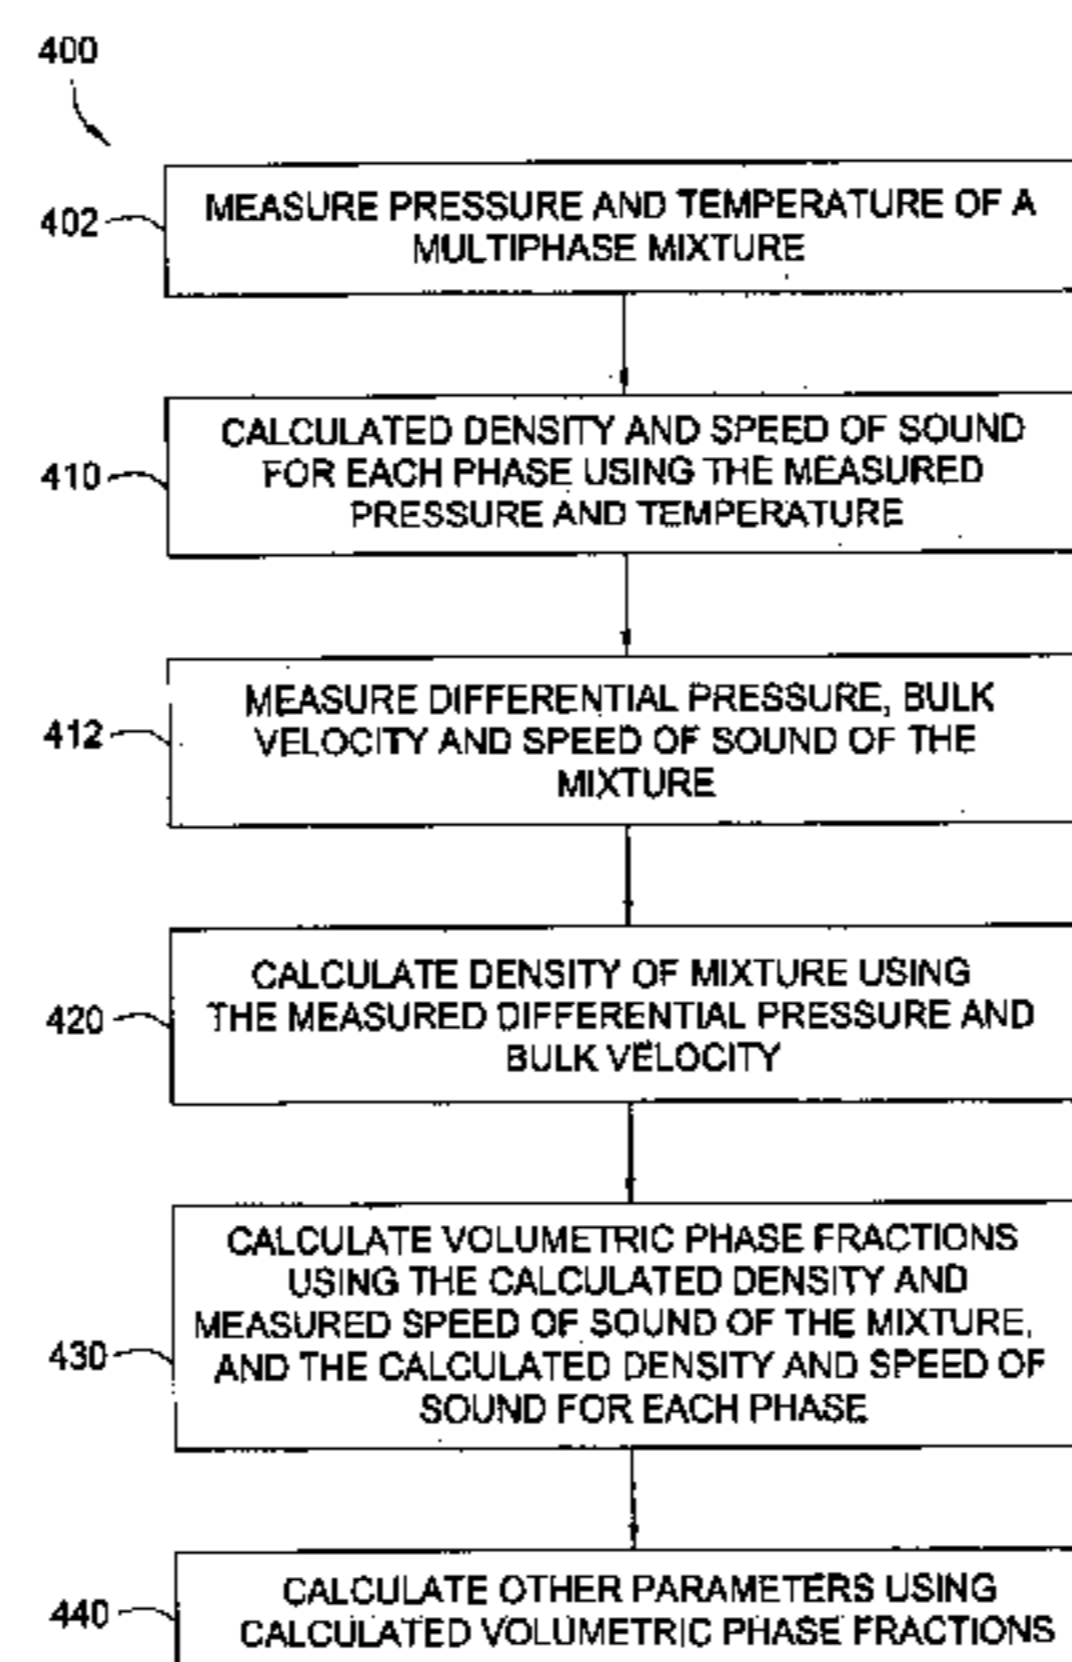 400
402
MEASURE PRESSURE AND TEMPERATURE OF A
MULTIPHASE MIXTURE
410
CALCULATED DENSITY AND SPEED OF SOUND
FOR EACH PHASE USING THE MEASURED
PRESSURE AND TEMPERATURE
412
MEASURE DIFFERENTIAL PRESSURE, BULK
VELOCITY AND SPEED OF SOUND OF THE
MIXTURE
420
CALCULATE DENSITY OF MIXTURE USING
THE MEASURED DIFFERENTIAL PRESSURE AND
BULK VELOCITY
430
CALCULATE VOLUMETRIC PHASE FRACTIONS
USING THE CALCULATED DENSITY AND
MEASURED SPEED OF SOUND OF THE MIXTURE,
AND THE CALCULATED DENSITY AND SPEED OF
SOUND FOR EACH PHASE
440
CALCULATE OTHER PARAMETERS USING
CALCULATED VOLUMETRIC PHASE FRACTIONS